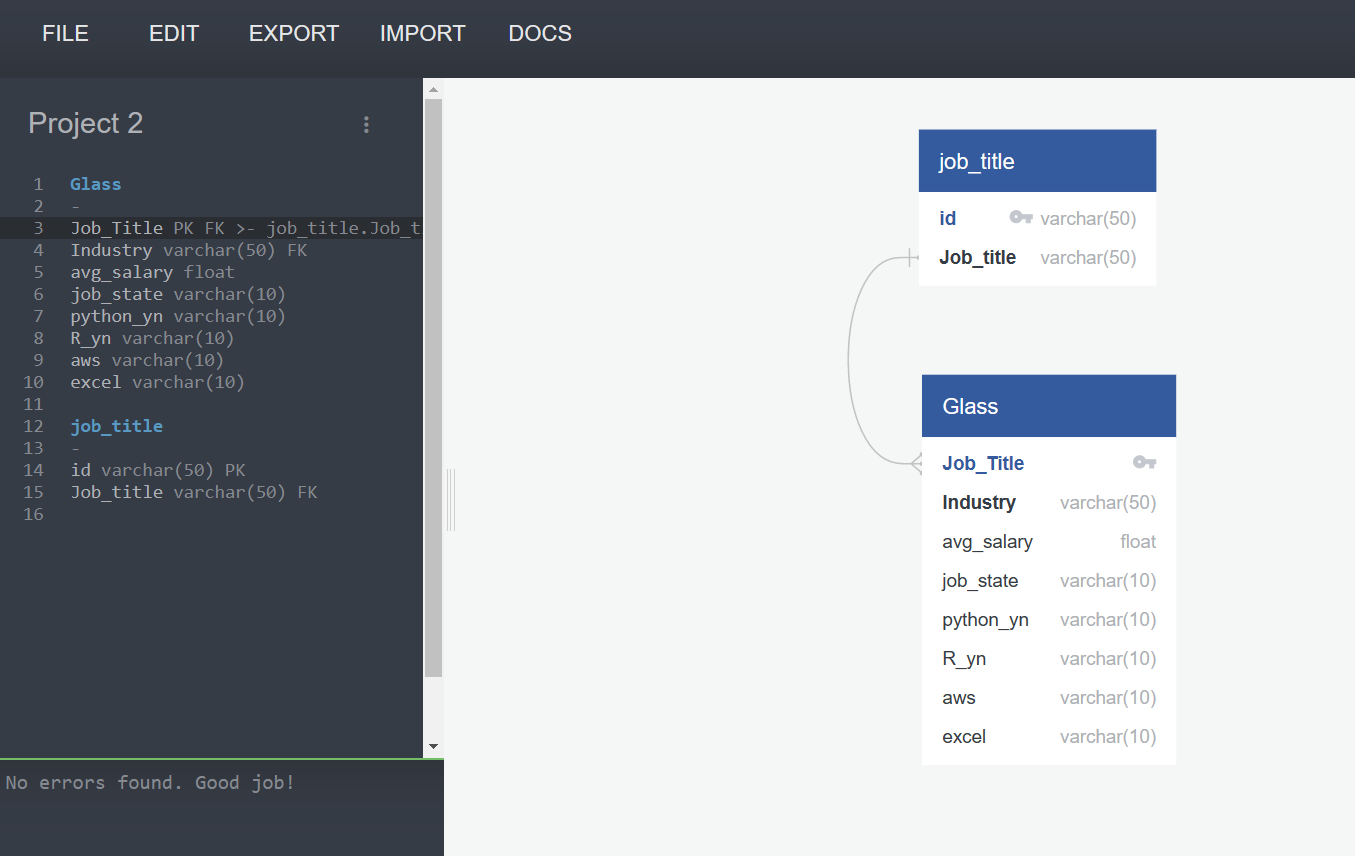 FILE EDIT EXPORT IMPORT DOCS
Project 2
1 Glass
2 -
3 Job_Title PK FK >- job_title.Job_t
4 Industry varchar(50) FK
5 avg_salary float
6 job_state varchar(10)
7 python_yn varchar(10)
8 R_yn varchar(10)
9 aws varchar(10)
10 excel varchar(10)
11
12 job_title
13 -
14 id varchar(50) PK
15 Job_title varchar(50) FK
16
No errors found. Good job!
job_title
id varchar(50)
Job_title varchar(50)
Glass
Job_Title
Industry varchar(50)
avg_salary float
job_state varchar(10)
python_yn varchar(10)
R_yn varchar(10)
aws varchar(10)
excel varchar(10)